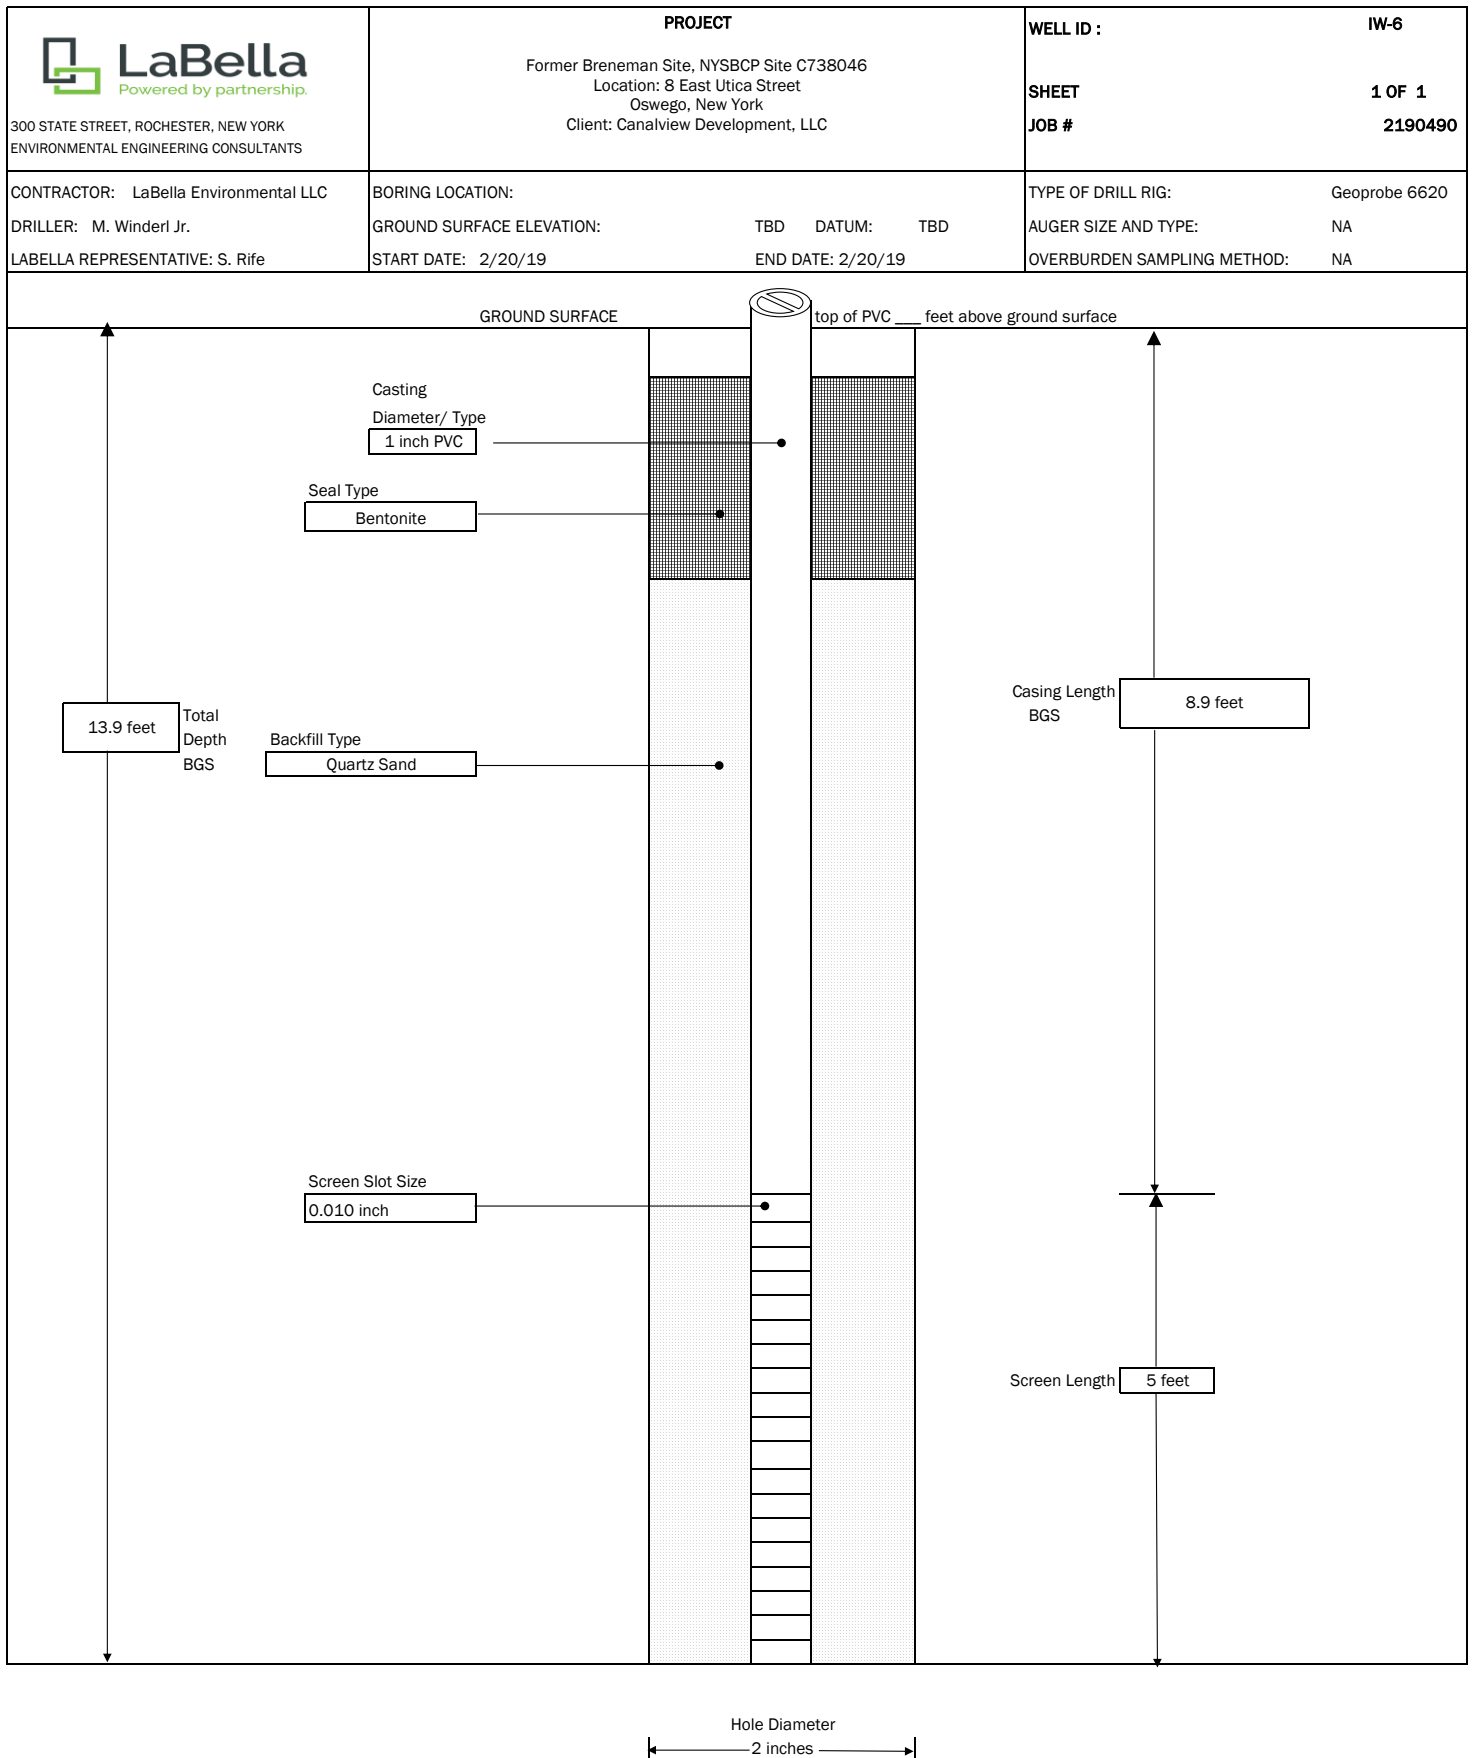 LaBella
Powered by partnership.
300 STATE STREET, ROCHESTER, NEW YORK
ENVIRONMENTAL ENGINEERING CONSULTANTS
PROJECT
Former Breneman Site, NYSBCP Site C738046
Location: 8 East Utica Street
Oswego, New York
Client: Canalview Development, LLC
WELL ID : IW-6
SHEET 1 OF 1
JOB # 2190490
CONTRACTOR: LaBella Environmental LLC
DRILLER: M. Winderl Jr.
LABELLA REPRESENTATIVE: S. Rife
BORING LOCATION:
GROUND SURFACE ELEVATION: TBD DATUM: TBD
START DATE: 2/20/19 END DATE: 2/20/19
TYPE OF DRILL RIG: Geoprobe 6620
AUGER SIZE AND TYPE: NA
OVERBURDEN SAMPLING METHOD: NA
GROUND SURFACE
top of PVC ___ feet above ground surface
Casting
Diameter/ Type
1 inch PVC
Seal Type
Bentonite
13.9 feet
Total
Depth
BGS
Backfill Type
Quartz Sand
Casing Length
BGS
8.9 feet
Screen Slot Size
0.010 inch
Screen Length
5 feet
Hole Diameter
2 inches